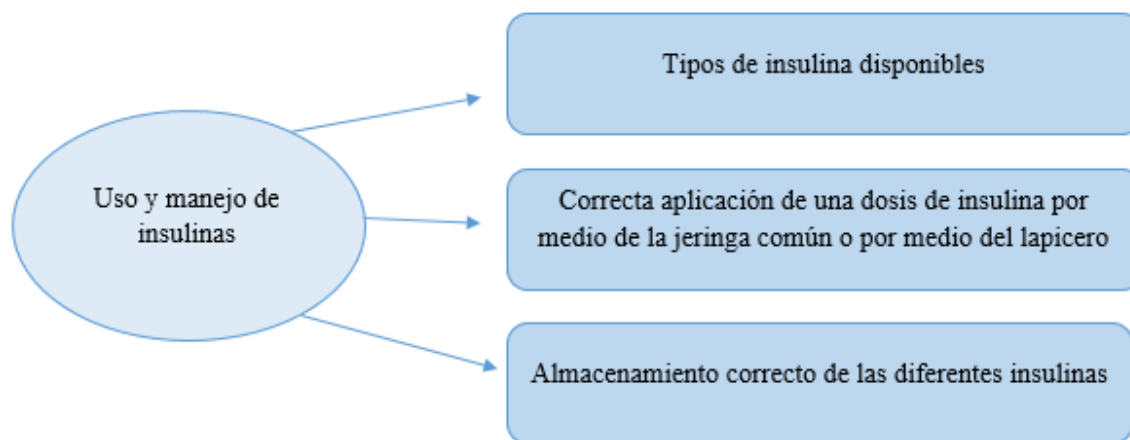 Uso y manejo de
insulinas
Tipos de insulina disponibles
Correcta aplicación de una dosis de insulina por
medio de la jeringa común o por medio del lapicero
Almacenamiento correcto de las diferentes insulinas